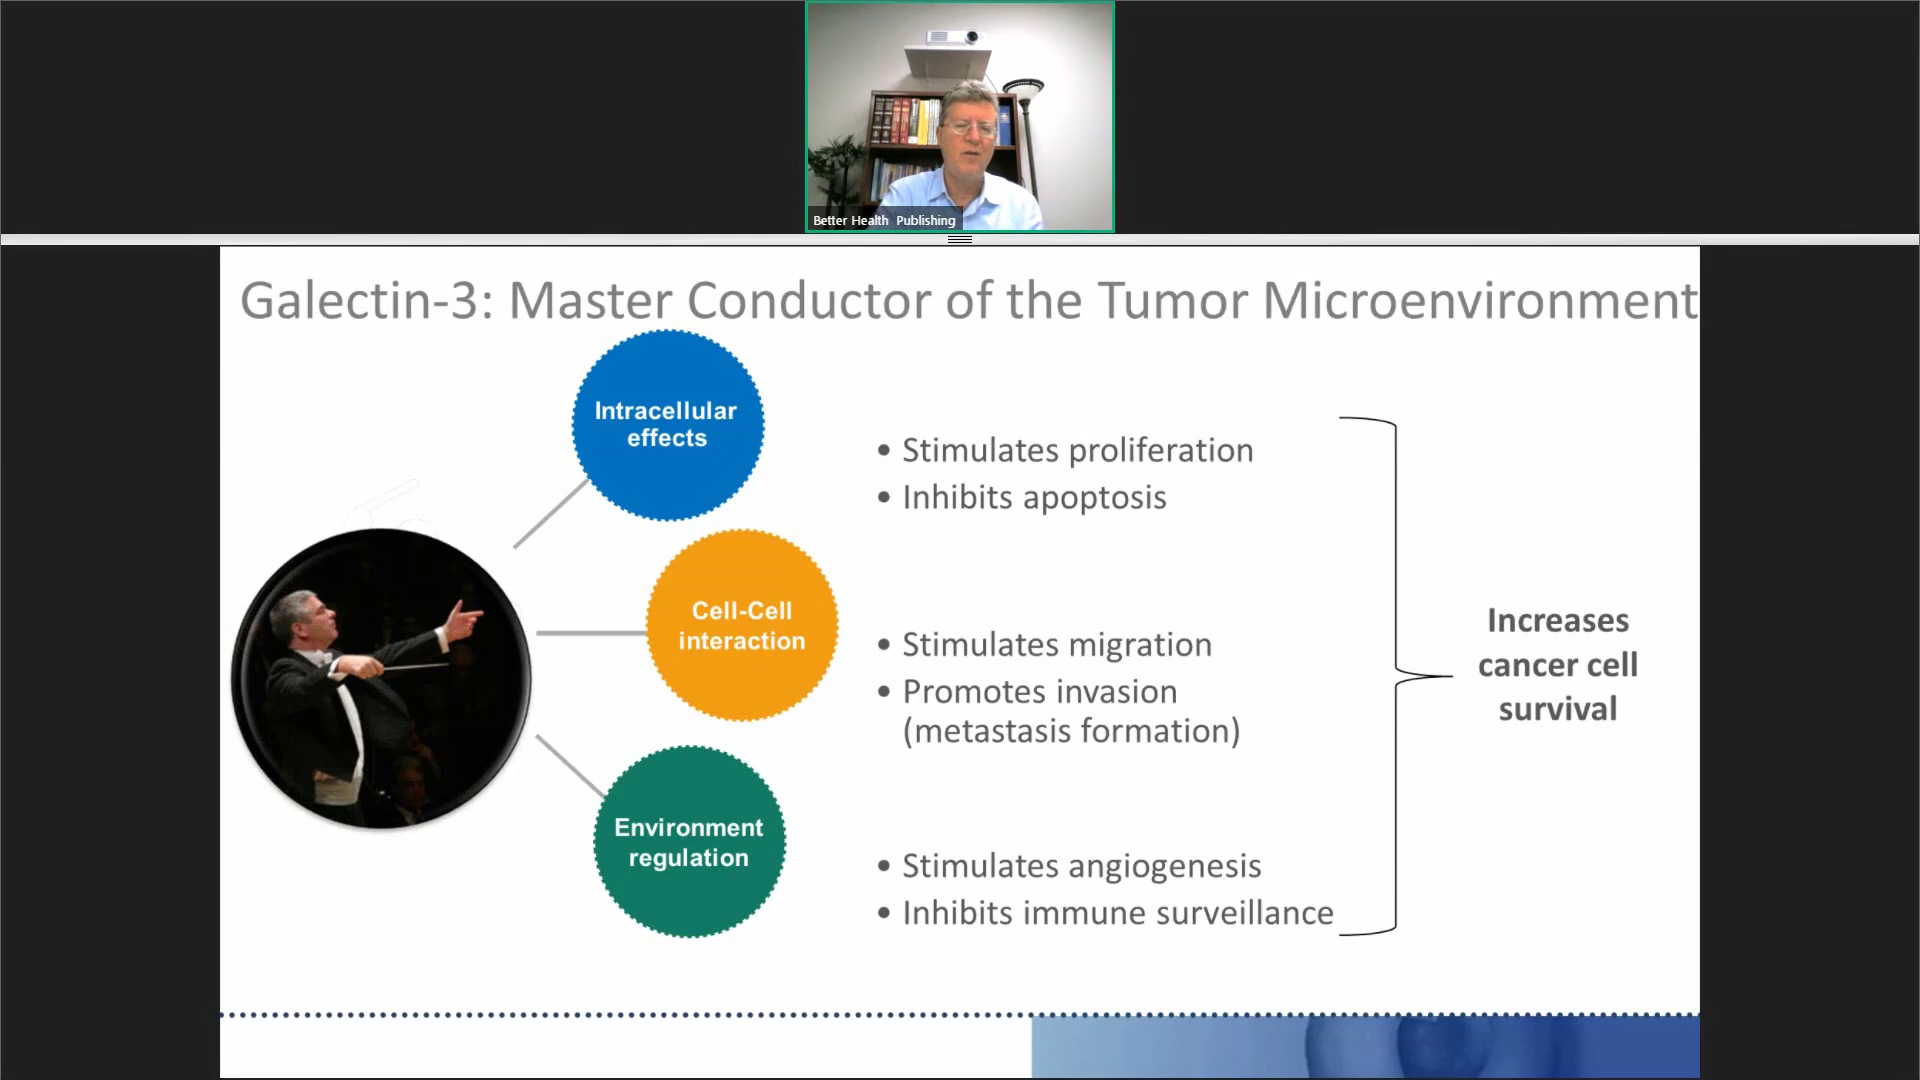 Better Health Publishing
Galectin-3: Master Conductor of the Tumor Microenvironment
Intracellular
effects
• Stimulates proliferation
• Inhibits apoptosis
Cell-Cell
interaction
• Stimulates migration
• Promotes invasion
(metastasis formation)
Environment
regulation
• Stimulates angiogenesis
• Inhibits immune surveillance
Increases
cancer cell
survival